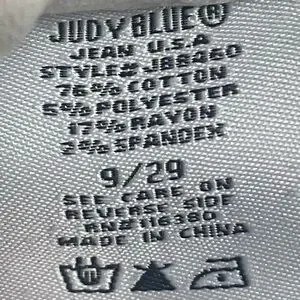 JUDY BLUE®
JEAN U.S.A
STYLE# JB8460
76% COTTON
5% POLYESTER
17% RAYON
2% SPANDEX
9/29
SEE CARE ON
REVERSE SIDE
RN# 116380
MADE IN CHINA